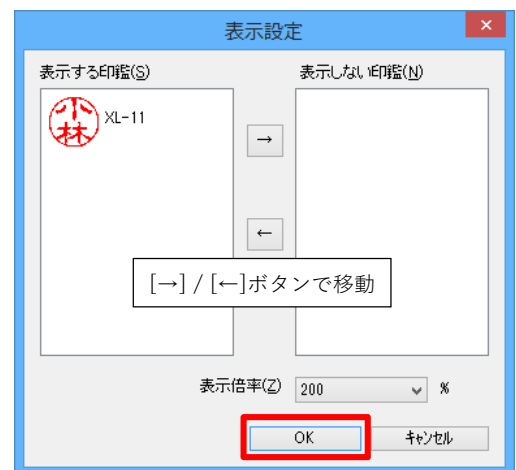 表示設定
×
表示する印鑑(S)
表示しない印鑑(N)
小林
XL-11
→
←
[→] / [←]ボタンで移動
表示倍率(Z) 200 %
OK キャンセル